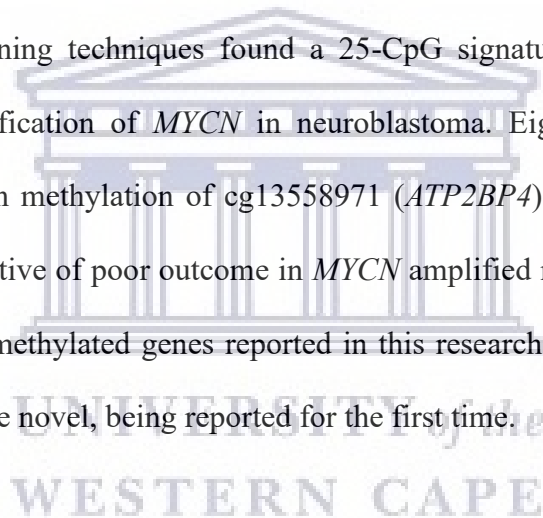 ning techniques found a 25-CpG signatu
fication of MYCN in neuroblastoma. Eig
n methylation of cg13558971 (ATP2BP4)
tive of poor outcome in MYCN amplified
methylated genes reported in this research
e novel, being reported for the first time.
UNIVERSITY of the
WESTERN CAPE